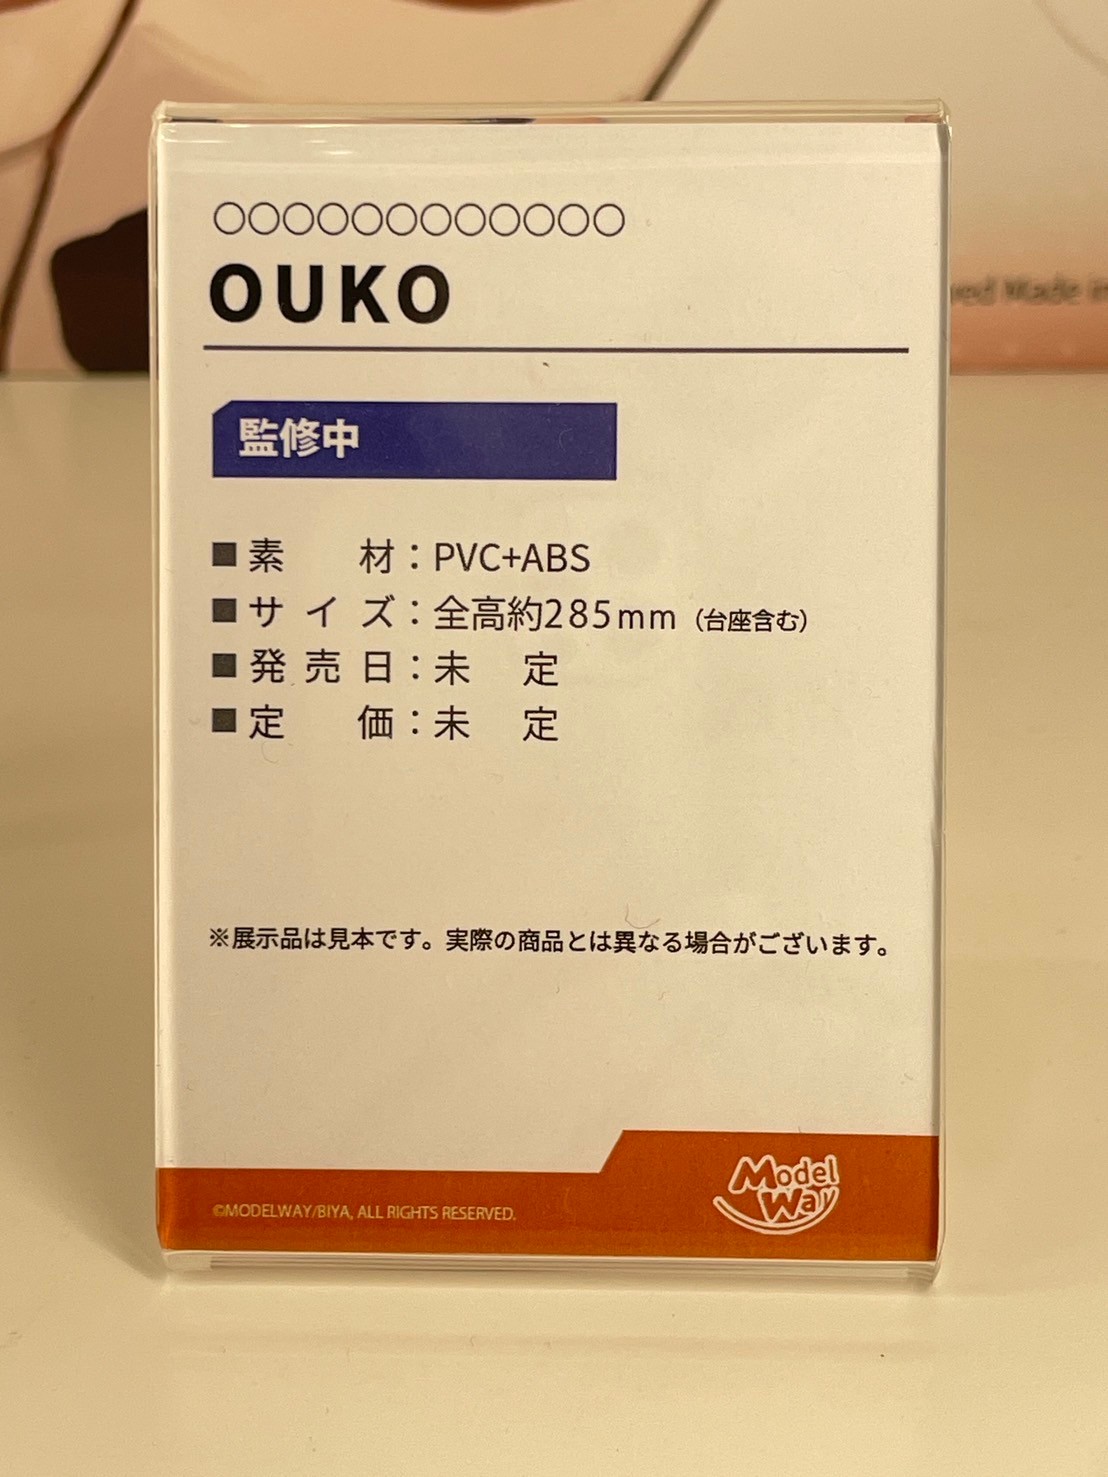 ○○○○○○○○○○○○
OUKO
監修中
■素　材：PVC+ABS
■サイズ：全高約285mm（台座含む）
■発売日：未　定
■定　価：未　定
※展示品は見本です。実際の商品とは異なる場合がございます。
©MODELWAY/BIYA, ALL RIGHTS RESERVED.
Model
Way
Made in